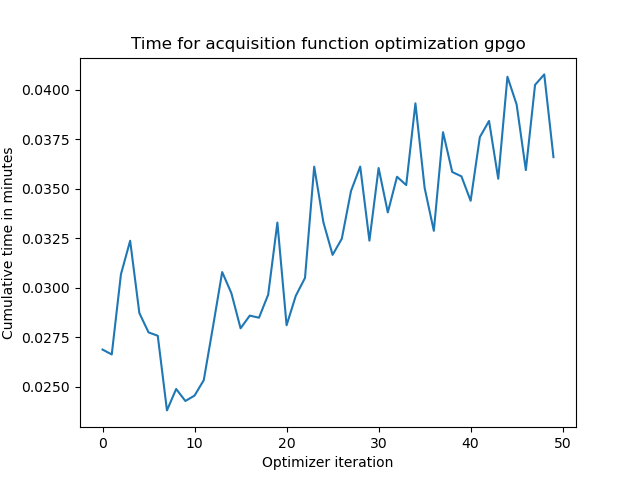 Time for acquisition function optimization gpgo
Cumulative time in minutes
0.0400
0.0375
0.0350
0.0325
0.0300
0.0275
0.0250
0 10 20 30 40 50
Optimizer iteration